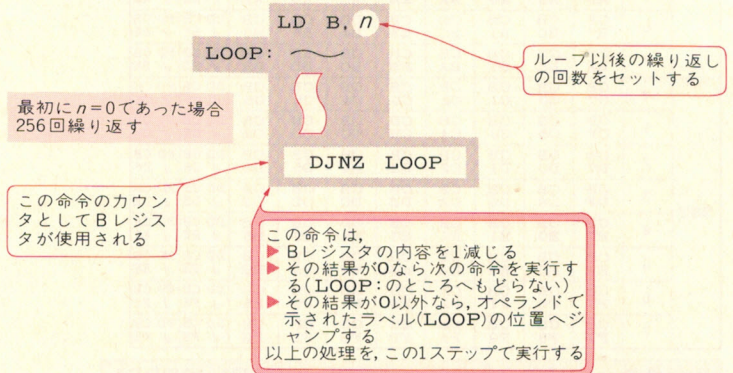 LD B, n
LOOP:
ループ以後の繰り返し
の回数をセットする
最初にn=0であった場合
256回繰り返す
DJNZ LOOP
この命令のカウン
タとしてBレジス
タが使用される
この命令は,
▶ Bレジスタの内容を1減じる
▶ その結果が0なら次の命令を実行す
る(LOOP:のところへもどらない)
▶ その結果が0以外なら,オペランドで
示されたラベル(LOOP)の位置へジ
ャンプする
以上の処理を,この1ステップで実行する